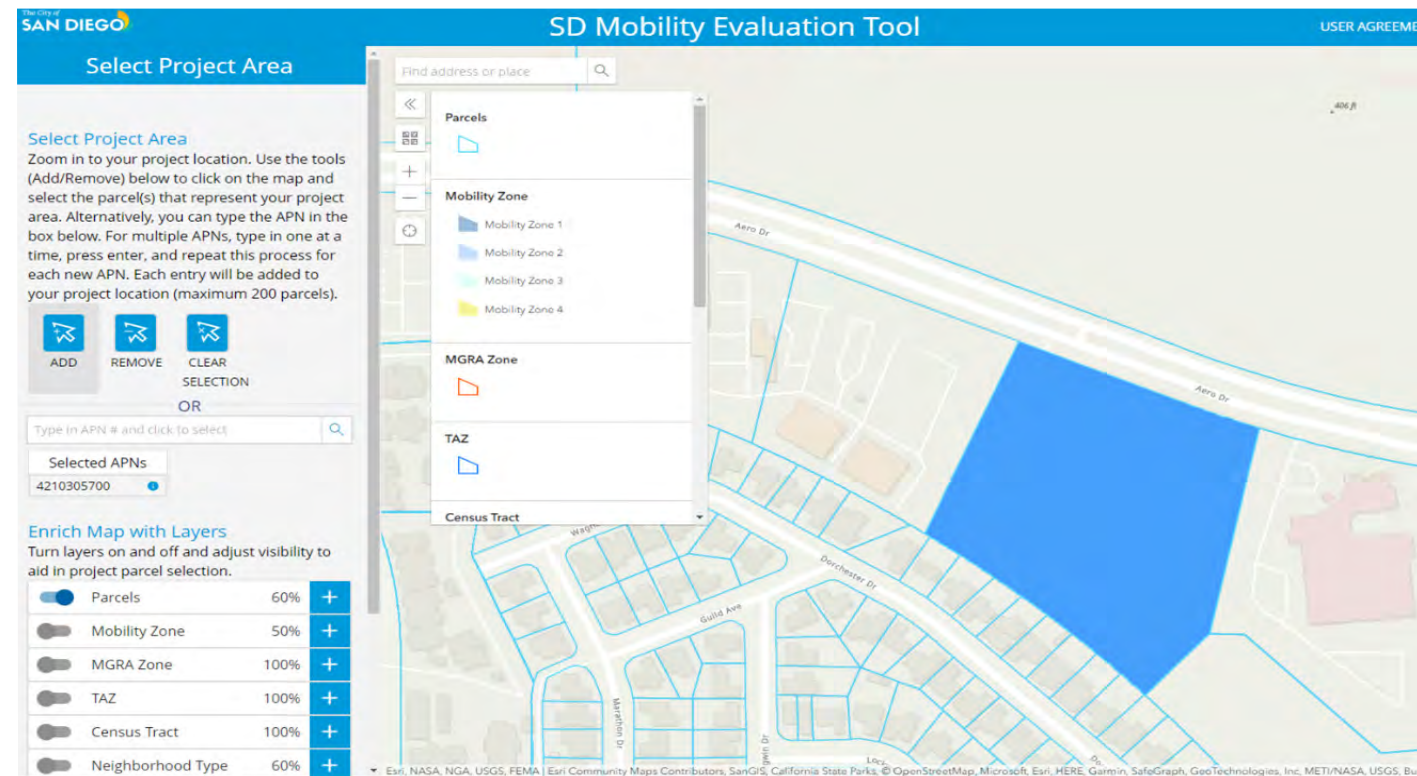 The City of
SAN DIEGO
SD Mobility Evaluation Tool
USER AGREEME
Select Project Area
Select Project Area
Zoom in to your project location. Use the tools
(Add/Remove) below to click on the map and
select the parcel(s) that represent your project
area. Alternatively, you can type the APN in the
box below. For multiple APNs, type in one at a
time, press enter, and repeat this process for
each new APN. Each entry will be added to
your project location (maximum 200 parcels).
ADD
REMOVE
CLEAR
SELECTION
OR
Type in APN # and click to select
Selected APNs
4210305700
Enrich Map with Layers
Turn layers on and off and adjust visibility to
aid in project parcel selection.
Parcels 60% +
Mobility Zone 50% +
MGRA Zone 100% +
TAZ 100% +
Census Tract 100% +
Neighborhood Type 60% +
Find address or place
Parcels
Mobility Zone
Mobility Zone 1
Mobility Zone 2
Mobility Zone 3
Mobility Zone 4
MGRA Zone
TAZ
Census Tract
406 ft
Aero Dr
Aero Dr
Dorchester Dr
Guild Ave
Marathon Dr
Esri, NASA, NGA, USGS, FEMA | Esri Community Maps Contributors, SanGIS, California State Parks, © OpenStreetMap, Microsoft, Esri, HERE, Garmin, SafeGraph, GeoTechnologies, Inc, METI/NASA, USGS, Bu